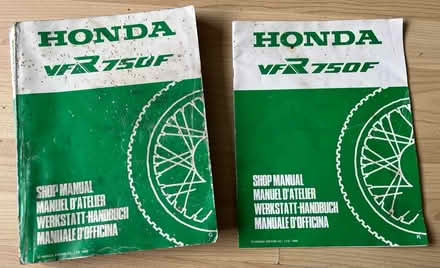 HONDA
VFR750F
SHOP MANUAL
MANUEL D'ATELIER
WERKSTATT-HANDBUCH
MANUALE D'OFFICINA
HONDA
VFR750F
SHOP MANUAL
MANUEL D'ATELIER
WERKSTATT-HANDBUCH
MANUALE D'OFFICINA